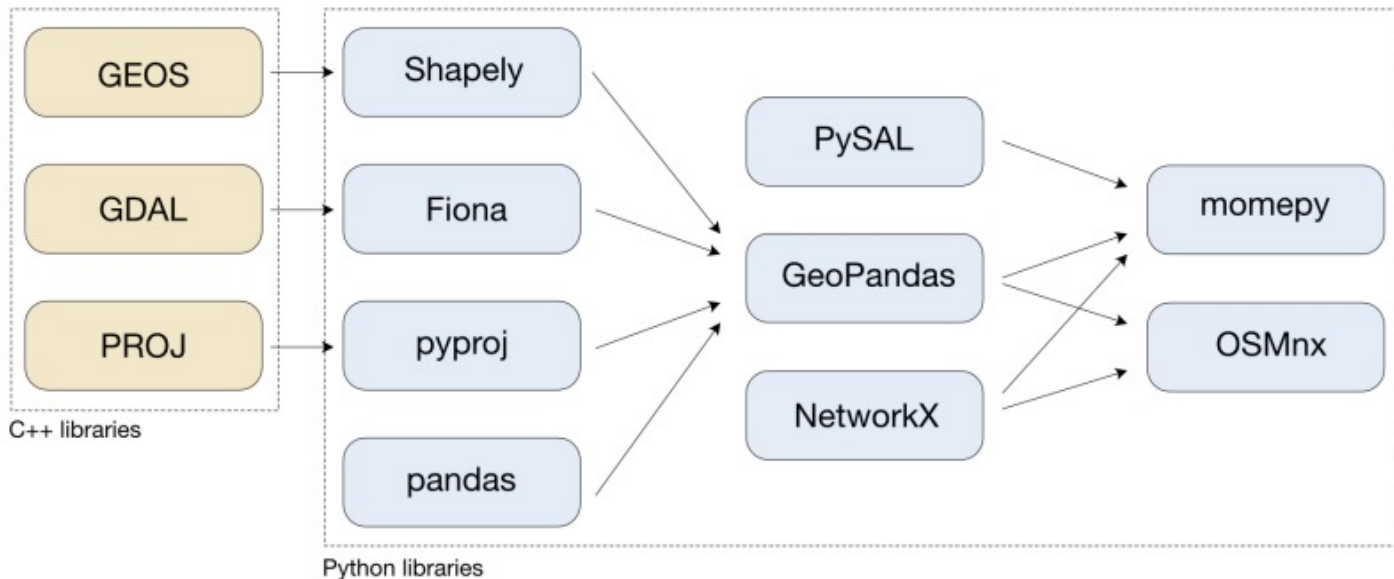 GEOS
GDAL
PROJ
C++ libraries
Shapely
Fiona
pyproj
pandas
PySAL
GeoPandas
NetworkX
momepy
OSMnx
Python libraries